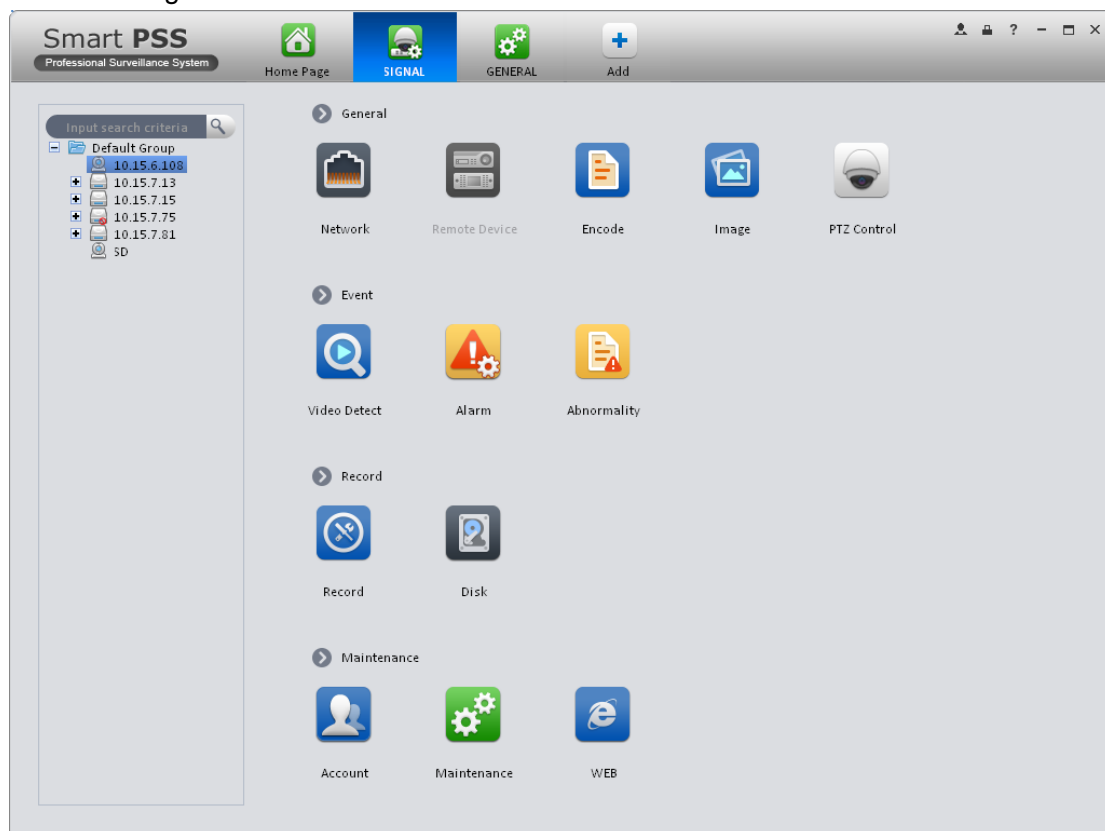 Smart PSS
Professional Surveillance System
Home Page
SIGNAL
GENERAL
Add
?
Input search criteria
Default Group
10.15.6.108
10.15.7.13
10.15.7.15
10.15.7.75
10.15.7.81
SD
General
Network
Remote Device
Encode
Image
PTZ Control
Event
Video Detect
Alarm
Abnormality
Record
Record
Disk
Maintenance
Account
Maintenance
WEB